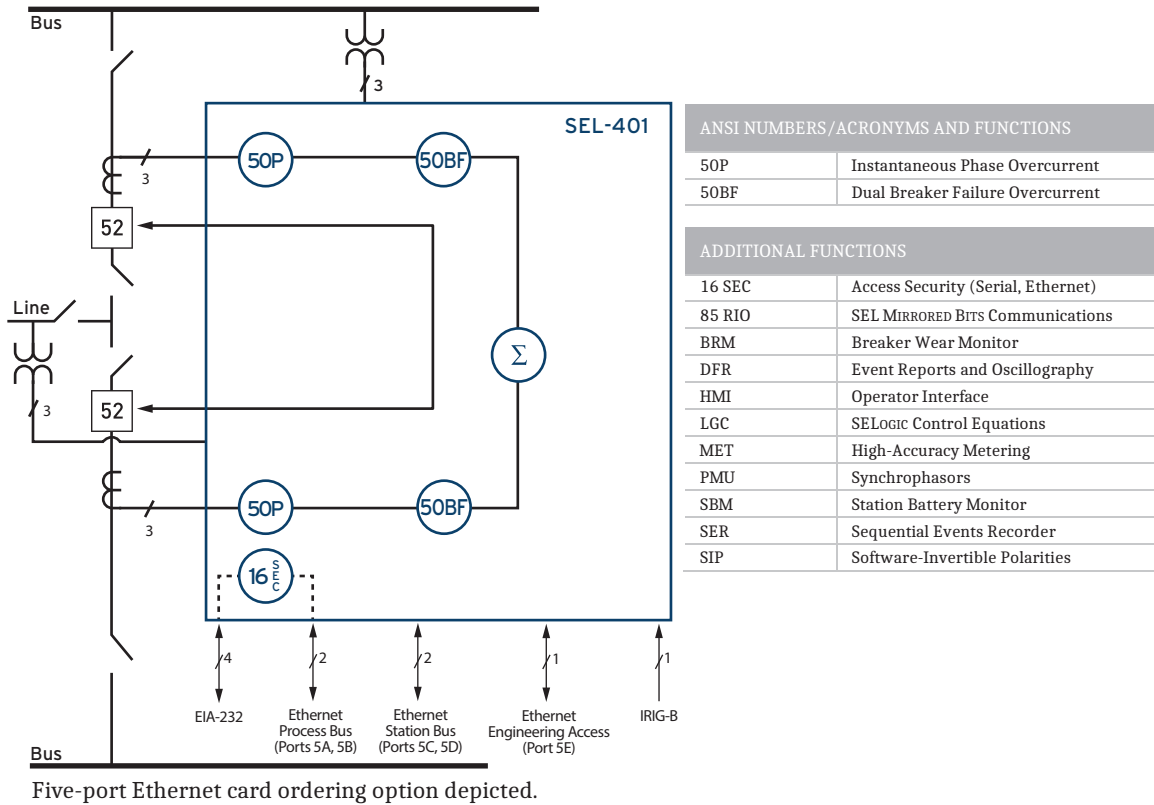 Bus
3
SEL-401
50P
50BF
3
52
Σ
Line
3
52
50P
50BF
3
16 SEC
4
2
2
1
1
EIA-232
Ethernet
Process Bus
(Ports 5A, 5B)
Ethernet
Station Bus
(Ports 5C, 5D)
Ethernet
Engineering Access
(Port 5E)
IRIG-B
Bus
Five-port Ethernet card ordering option depicted.
ANSI NUMBERS/ACRONYMS AND FUNCTIONS
50P Instantaneous Phase Overcurrent
50BF Dual Breaker Failure Overcurrent
ADDITIONAL FUNCTIONS
16 SEC Access Security (Serial, Ethernet)
85 RIO SEL MIRRORED BITS Communications
BRM Breaker Wear Monitor
DFR Event Reports and Oscillography
HMI Operator Interface
LGC SELOGIC Control Equations
MET High-Accuracy Metering
PMU Synchrophasors
SBM Station Battery Monitor
SER Sequential Events Recorder
SIP Software-Invertible Polarities